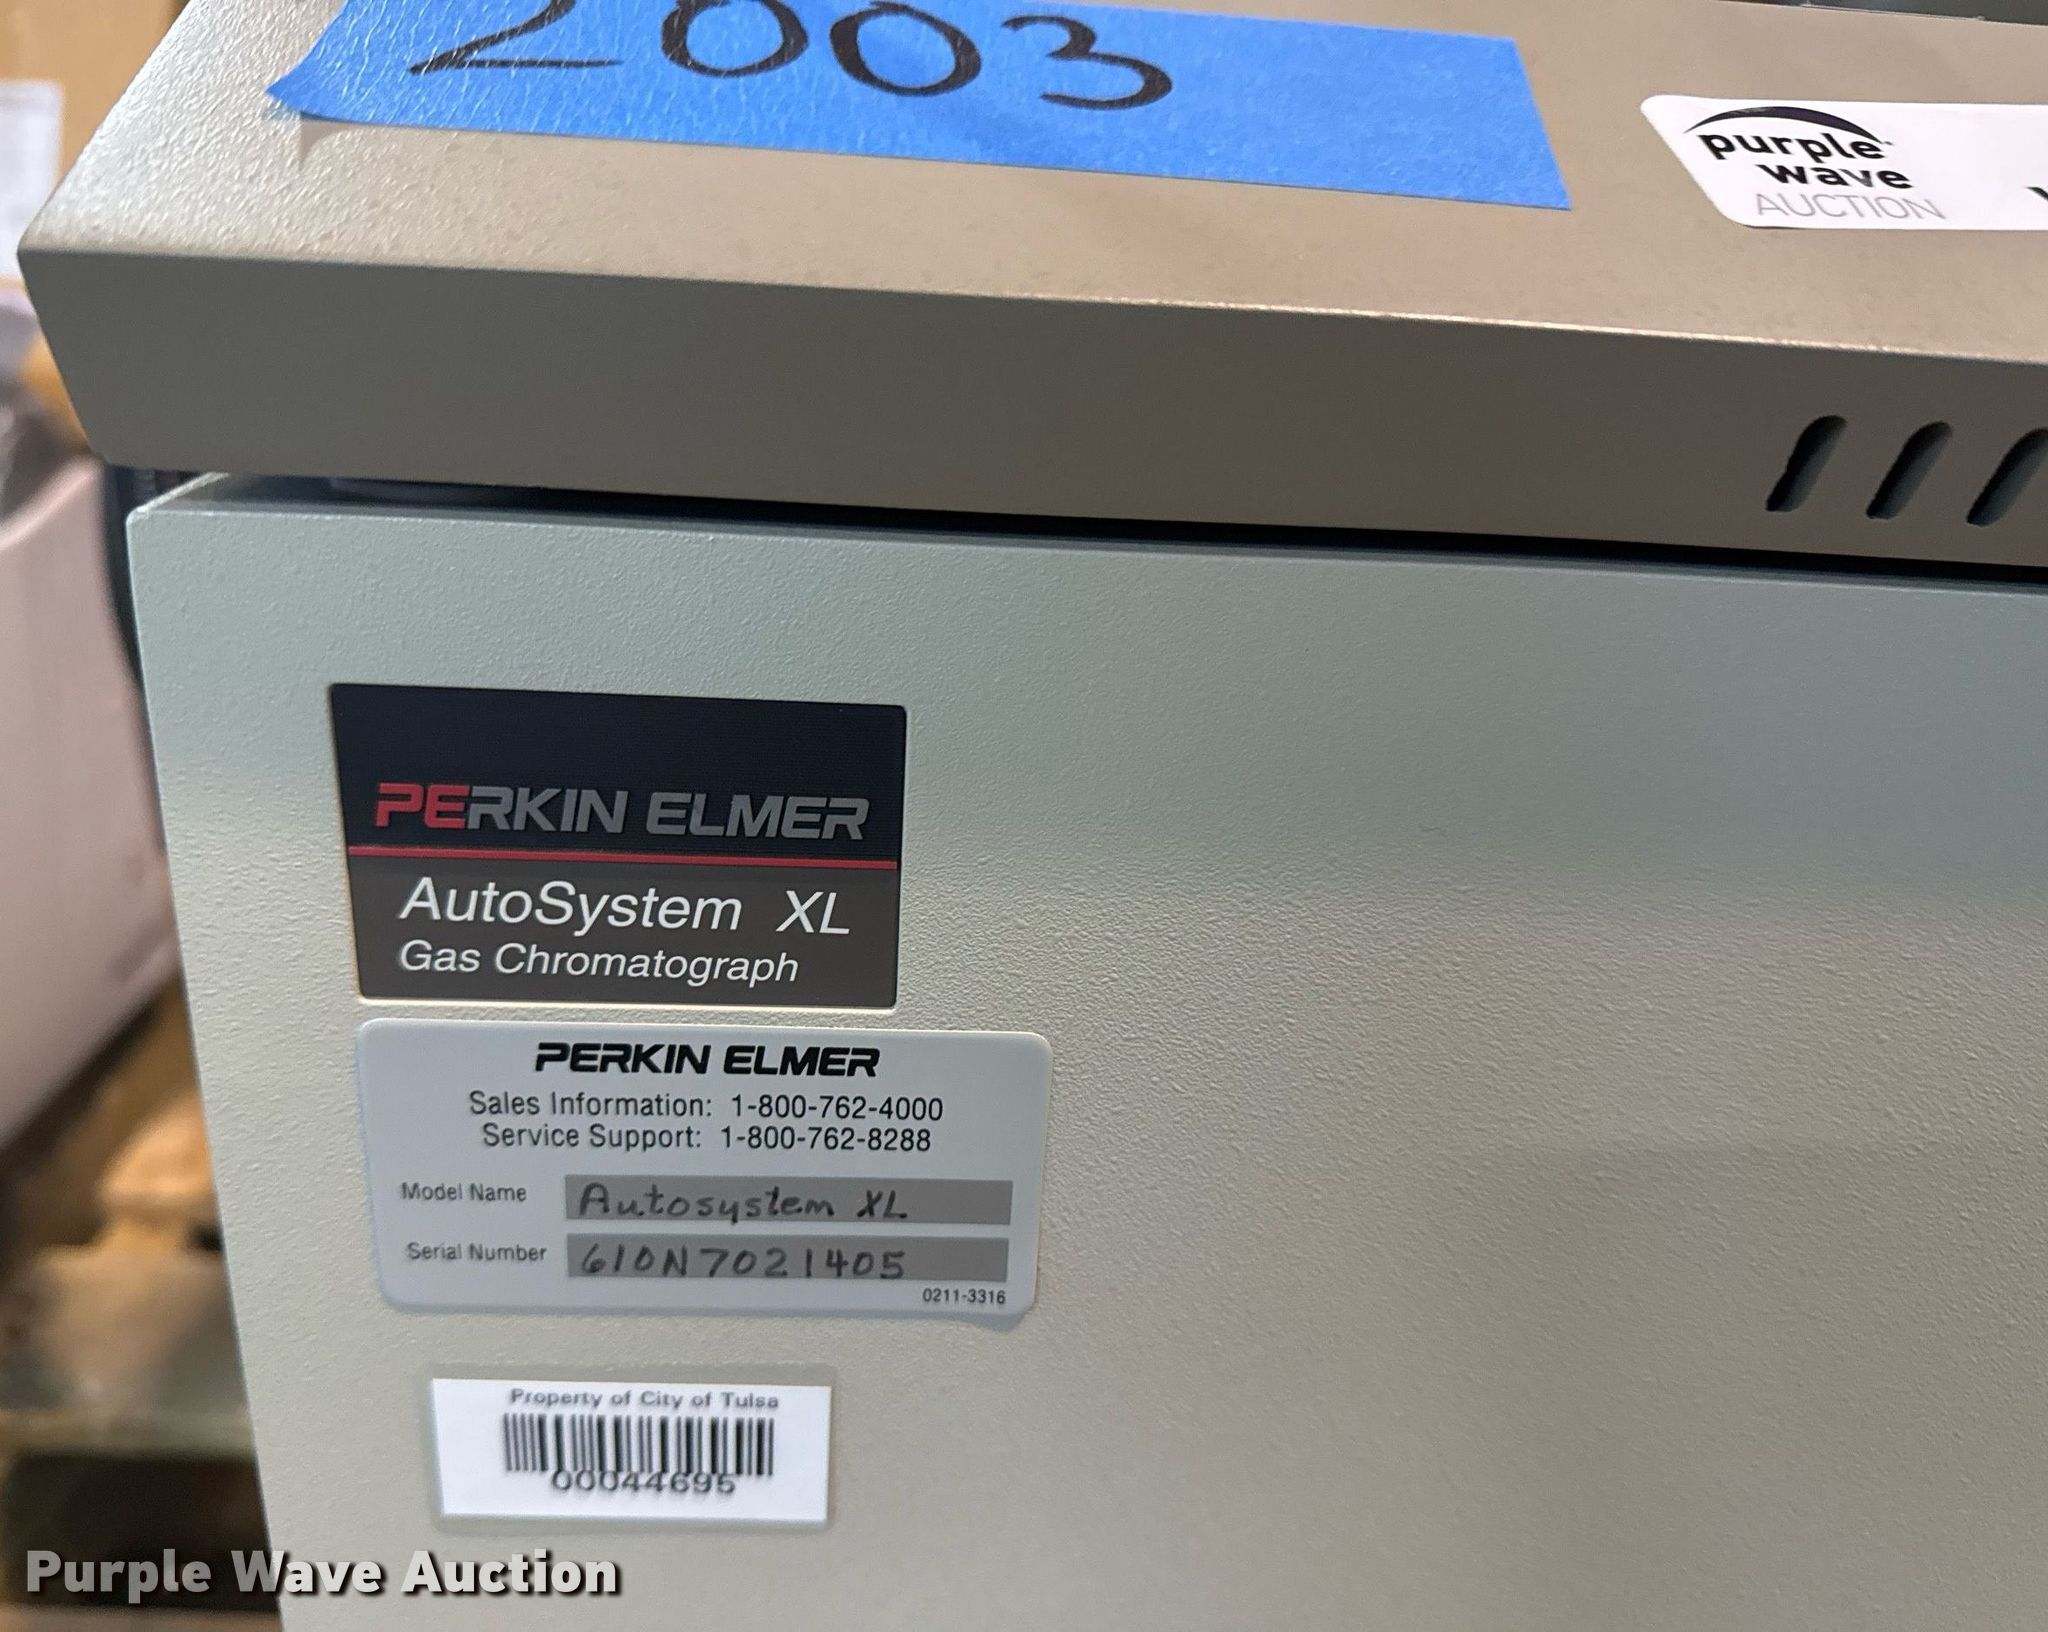 2003
purple
wave
AUCTION
PERKIN ELMER
AutoSystem XL
Gas Chromatograph
PERKIN ELMER
Sales Information: 1-800-762-4000
Service Support: 1-800-762-8288
Model Name Autosystem XL
Serial Number 610N7021405
0211-3316
Property of City of Tulsa
00044695
Purple Wave Auction